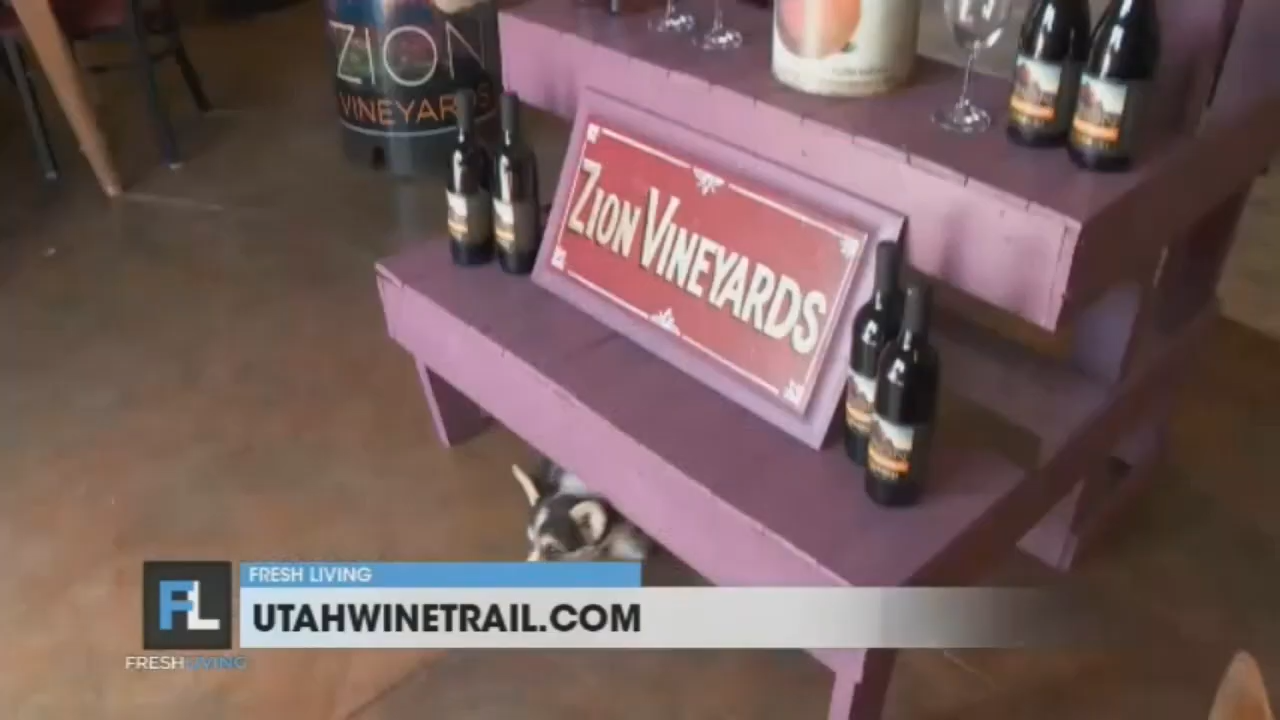 ZION
VINEYARDS
ZION VINEYARDS
FRESH LIVING
FL
UTAHWINETRAIL.COM
FRESHLIVING